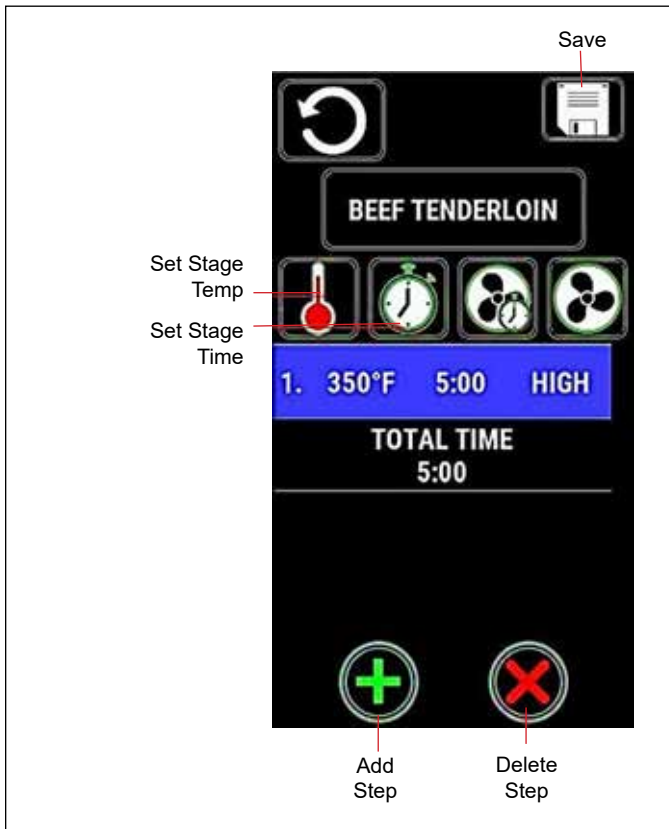 Save
BEEF TENDERLOIN
Set Stage
Temp
Set Stage
Time
1. 350°F 5:00 HIGH
TOTAL TIME
5:00
Add
Step
Delete
Step